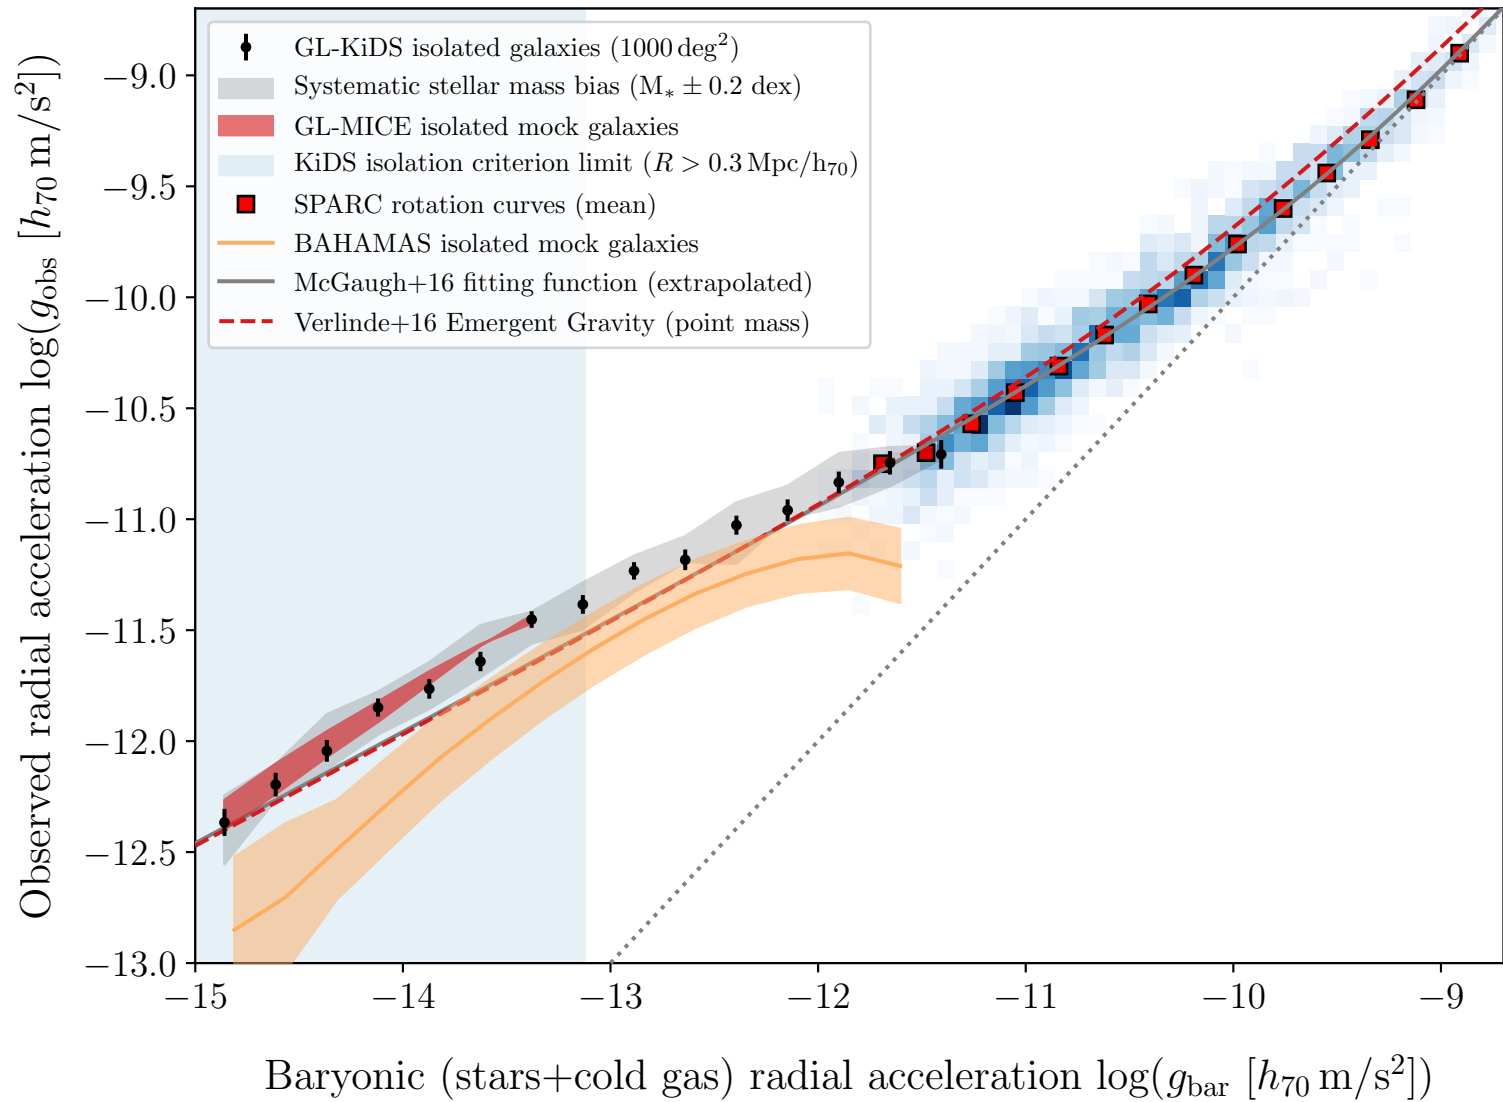 GL-KiDS isolated galaxies (1000 deg²)
Systematic stellar mass bias (M∗ ± 0.2 dex)
GL-MICE isolated mock galaxies
KiDS isolation criterion limit (R > 0.3 Mpc/h₇₀)
SPARC rotation curves (mean)
BAHAMAS isolated mock galaxies
McGaugh+16 fitting function (extrapolated)
Verlinde+16 Emergent Gravity (point mass)
Observed radial acceleration log(g_obs [h₇₀ m/s²])
−9.0
−9.5
−10.0
−10.5
−11.0
−11.5
−12.0
−12.5
−13.0
−15 −14 −13 −12 −11 −10 −9
Baryonic (stars+cold gas) radial acceleration log(g_bar [h₇₀ m/s²])